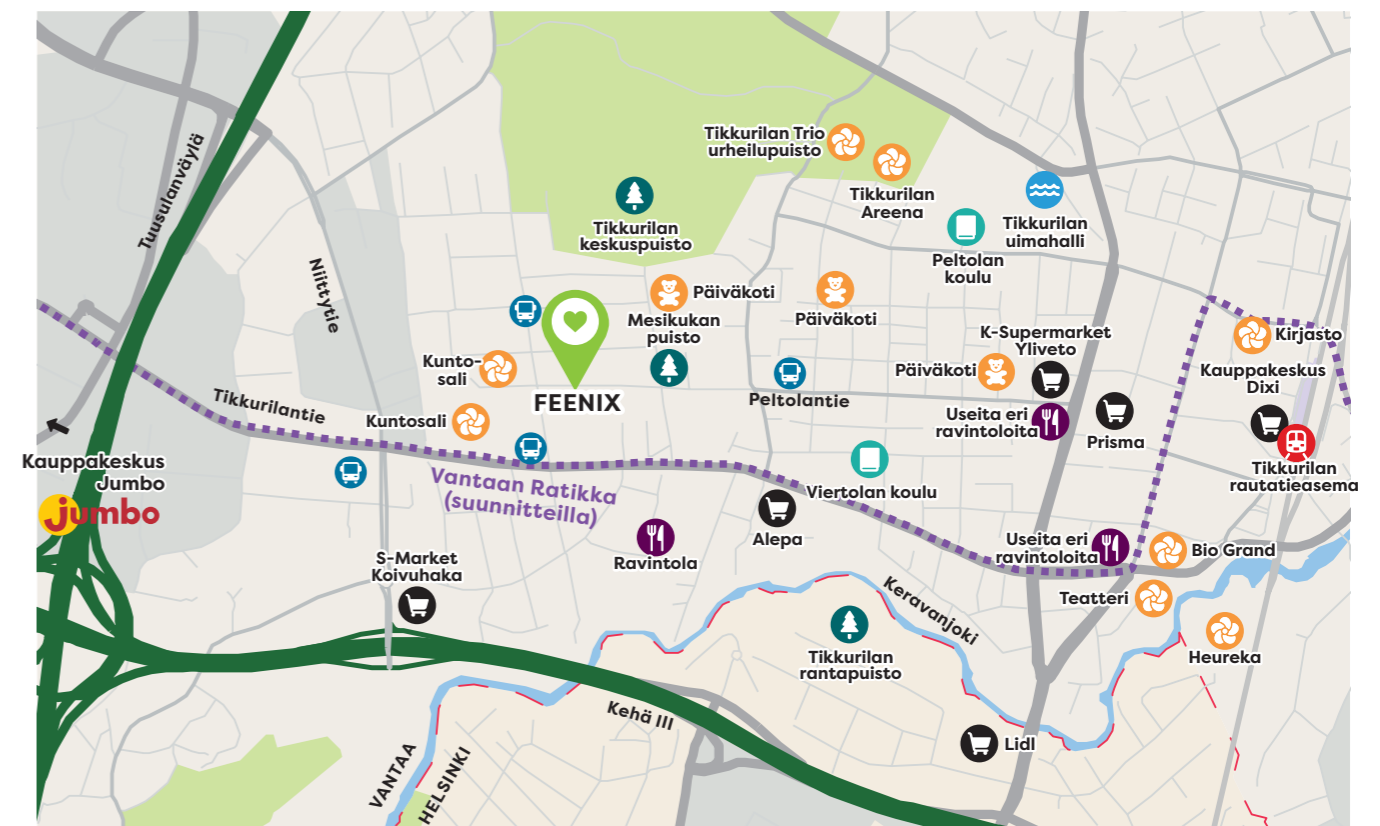 Tikkurilan Trio
urheilupuisto
Tikkurilan
Areena
Tikkurilan
keskuspuisto
Tikkurilan
uimahalli
Peltolan
koulu
Tuusulanväylä
Niittytie
Päiväkoti
Mesikukan
puisto
Päiväkoti
K-Supermarket
Yliveto
Kirjasto
Kunto-
sali
Päiväkoti
Kauppakeskus
Dixi
FEENIX
Peltolantie
Tikkurilantie
Kuntosali
Useita eri
ravintoloita
Prisma
Kauppakeskus
Jumbo
jumbo
Vantaan Ratikka
(suunnitteilla)
Viertolan koulu
Tikkurilan
rautatieasema
Alepa
Ravintola
S-Market
Koivuhaka
Useita eri
ravintoloita
Bio Grand
Teatteri
Keravanjoki
Heureka
Tikkurilan
rantapuisto
Kehä III
Lidl
VANTAA
HELSINKI